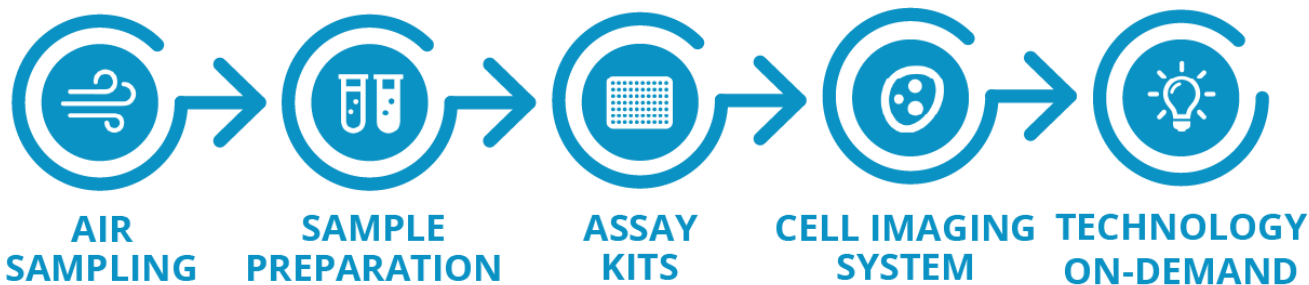 AIR
SAMPLING
SAMPLE
PREPARATION
ASSAY
KITS
CELL IMAGING
SYSTEM
TECHNOLOGY
ON-DEMAND